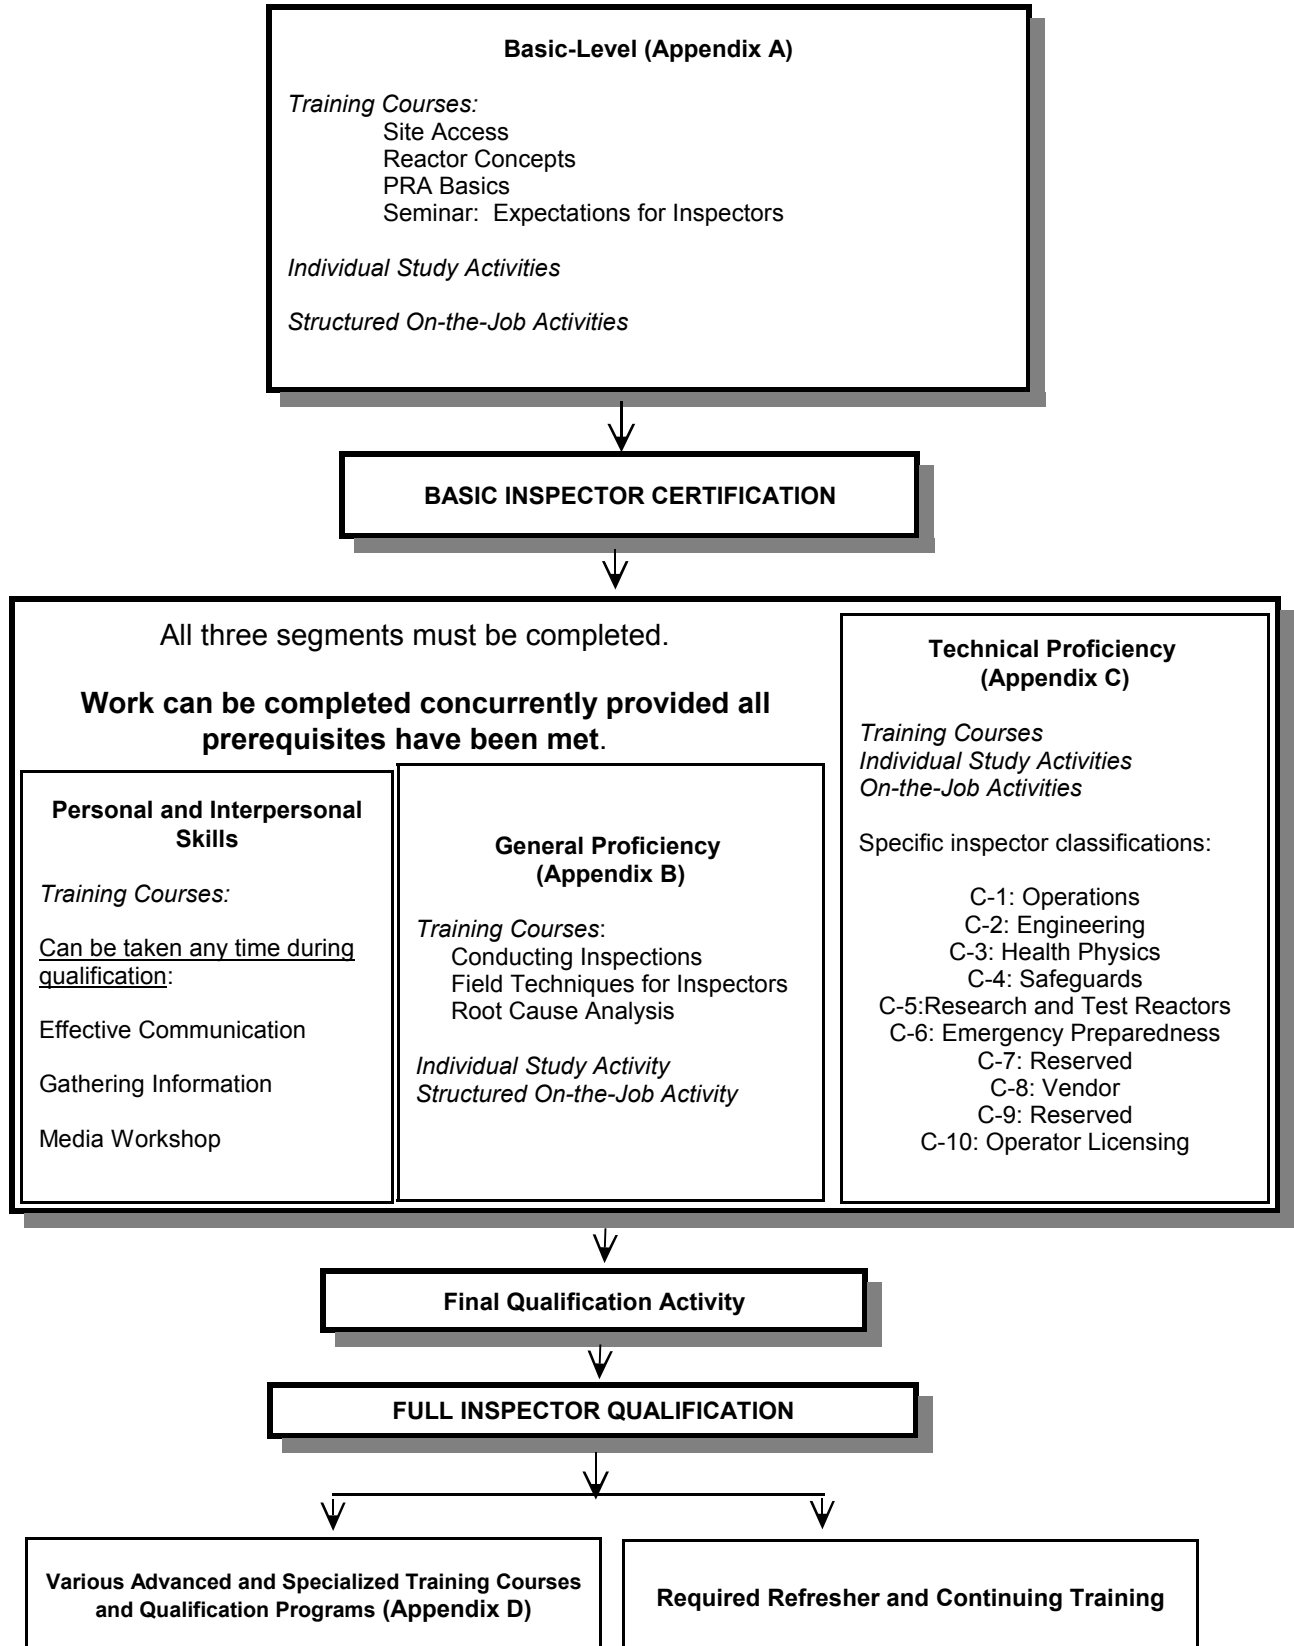 Basic-Level (Appendix A)
Training Courses:
Site Access
Reactor Concepts
PRA Basics
Seminar: Expectations for Inspectors
Individual Study Activities
Structured On-the-Job Activities
BASIC INSPECTOR CERTIFICATION
All three segments must be completed.
Work can be completed concurrently provided all
prerequisites have been met.
Personal and Interpersonal
Skills
Training Courses:
Can be taken any time during
qualification:
Effective Communication
Gathering Information
Media Workshop
General Proficiency
(Appendix B)
Training Courses:
Conducting Inspections
Field Techniques for Inspectors
Root Cause Analysis
Individual Study Activity
Structured On-the-Job Activity
Technical Proficiency
(Appendix C)
Training Courses
Individual Study Activities
On-the-Job Activities
Specific inspector classifications:
C-1: Operations
C-2: Engineering
C-3: Health Physics
C-4: Safeguards
C-5:Research and Test Reactors
C-6: Emergency Preparedness
C-7: Reserved
C-8: Vendor
C-9: Reserved
C-10: Operator Licensing
Final Qualification Activity
FULL INSPECTOR QUALIFICATION
Various Advanced and Specialized Training Courses
and Qualification Programs (Appendix D)
Required Refresher and Continuing Training